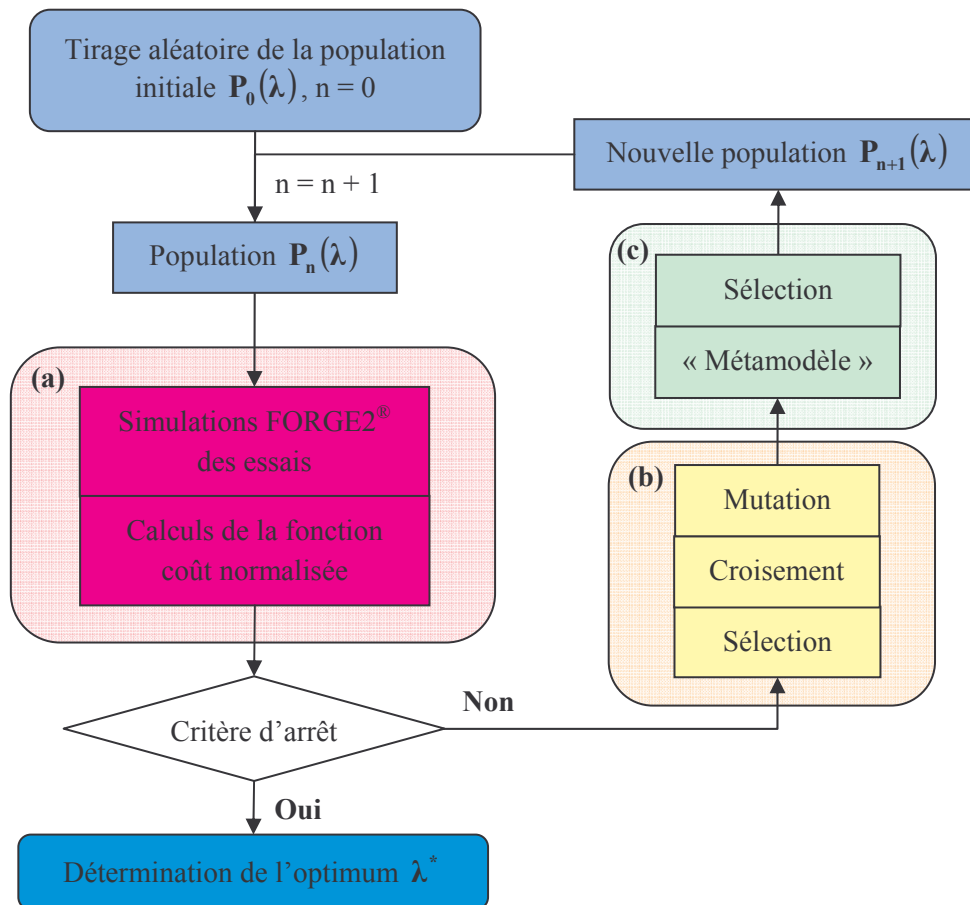 Tirage aléatoire de la population
initiale P₀(λ), n = 0
n = n + 1
Population Pₙ(λ)
(a)
Simulations FORGE2®
des essais
Calculs de la fonction
coût normalisée
Critère d’arrêt
Non
Oui
Détermination de l’optimum λ*
(b)
Mutation
Croisement
Sélection
(c)
Sélection
« Métamodèle »
Nouvelle population Pₙ₊₁(λ)